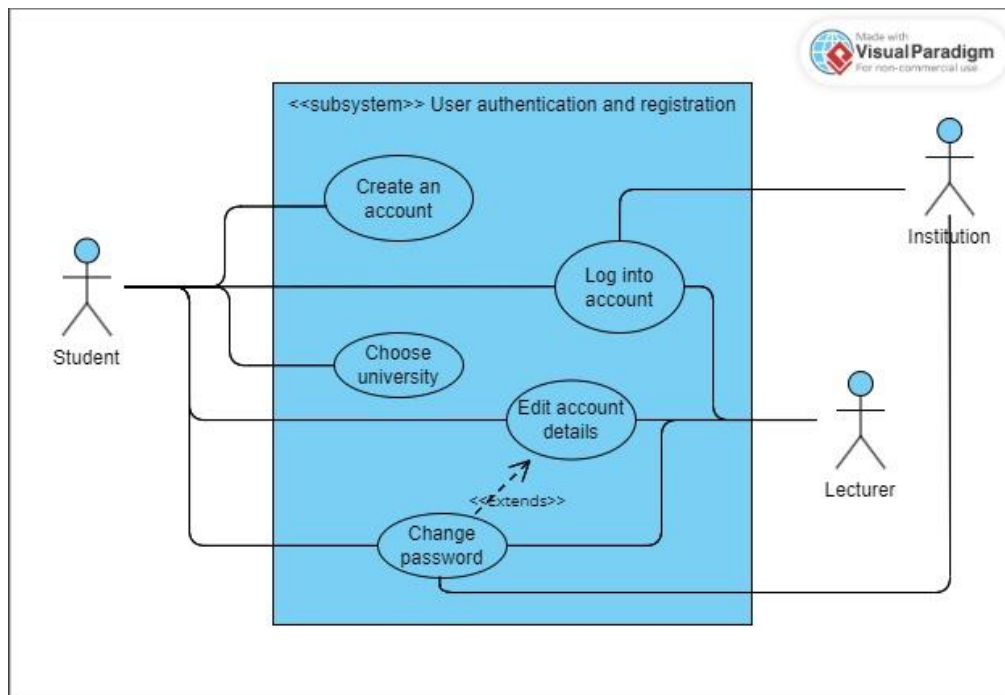 Made with
Visual Paradigm
For non-commercial use
<<subsystem>> User authentication and registration
Create an
account
Institution
Log into
account
Student
Choose
university
Edit account
details
Lecturer
<<Extends>>
Change
password